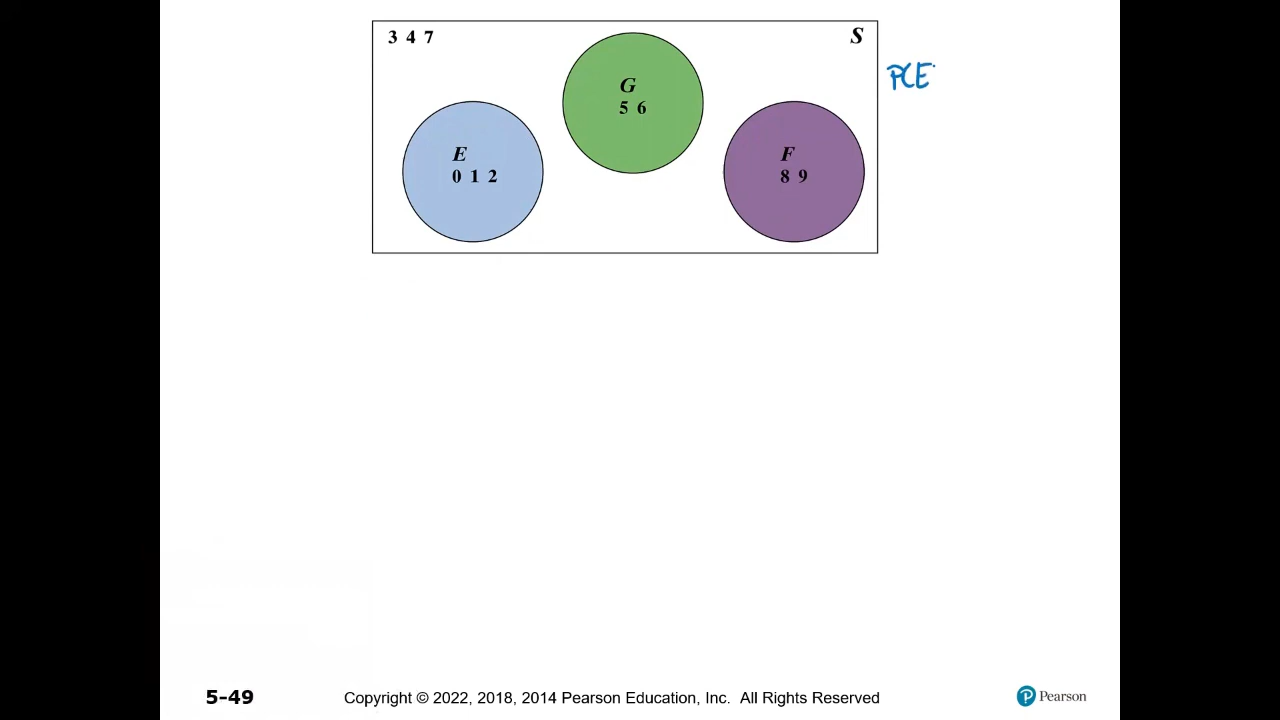 3 4 7
S
PCE
G
5 6
E
0 1 2
F
8 9
5-49
Copyright © 2022, 2018, 2014 Pearson Education, Inc. All Rights Reserved
P Pearson